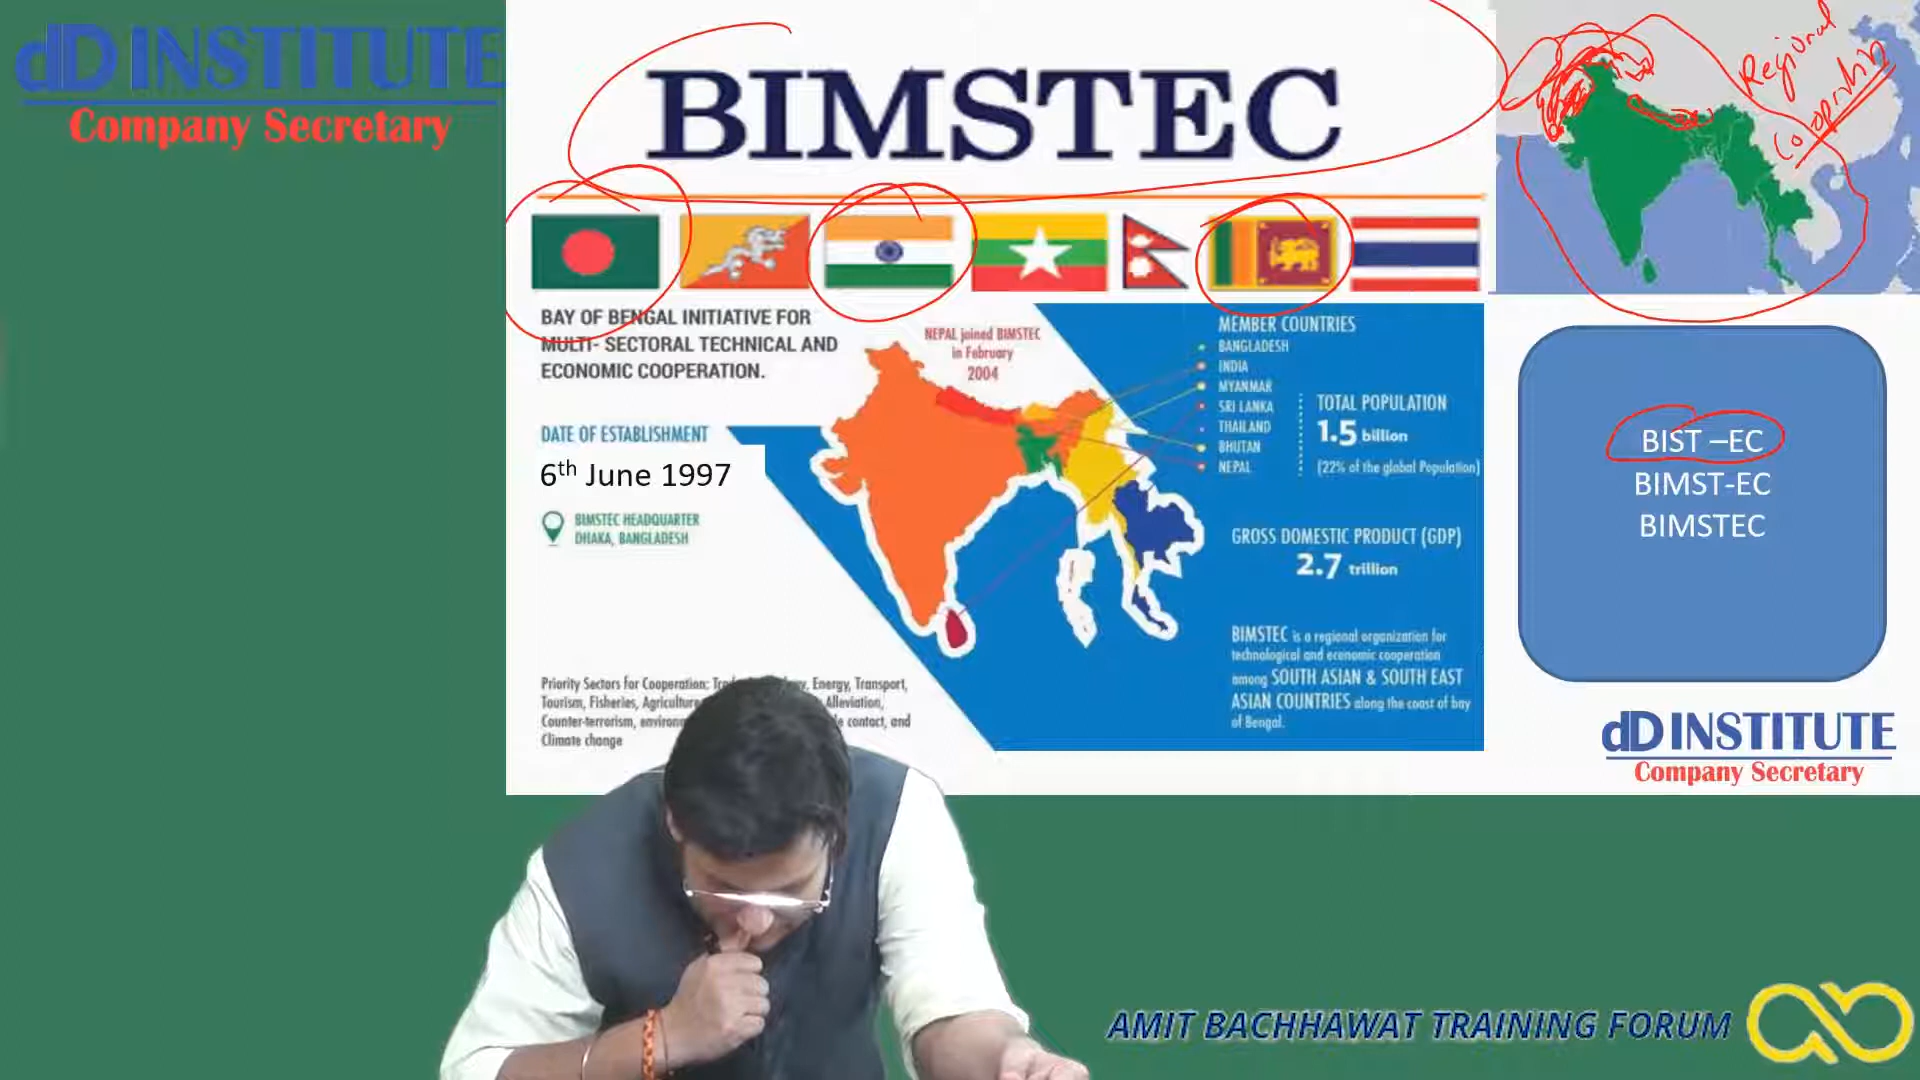 dD INSTITUTE
Company Secretary
BIMSTEC
Regional
BAY OF BENGAL INITIATIVE FOR
MULTI- SECTORAL TECHNICAL AND
ECONOMIC COOPERATION.
DATE OF ESTABLISHMENT
6th June 1997
BIMSTEC HEADQUARTER
DHAKA, BANGLADESH
NEPAL joined BIMSTEC
in February
2004
MEMBER COUNTRIES
BANGLADESH
INDIA
MYANMAR
SRI LANKA
THAILAND
BHUTAN
NEPAL
TOTAL POPULATION
1.5 billion
(22% of the global Population)
GROSS DOMESTIC PRODUCT (GDP)
2.7 trillion
BIMSTEC is a regional organization for
technological and economic cooperation
among SOUTH ASIAN & SOUTH EAST
ASIAN COUNTRIES along the coast of bay
of Bengal.
Priority Sectors for Cooperation: Energy, Transport,
Tourism, Fisheries, Agriculture Alleviation,
Counter-terrorism, contact, and
Climate change
BIST –EC
BIMST-EC
BIMSTEC
dD INSTITUTE
Company Secretary
AMIT BACHHAWAT TRAINING FORUM